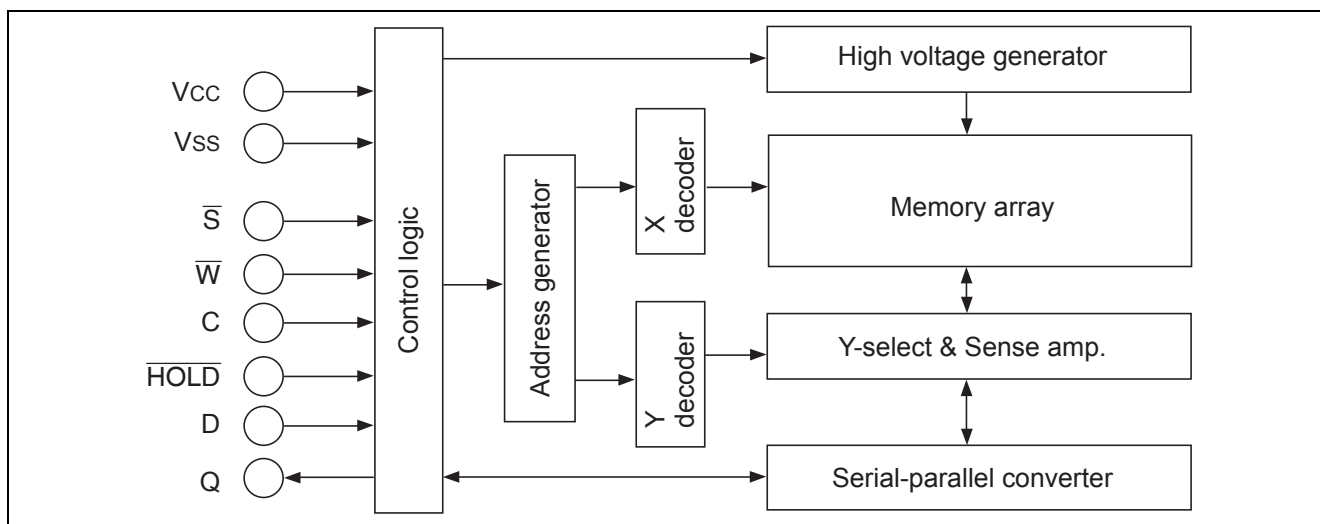 VCC
VSS
S̅
W̅
C
H̅O̅L̅D̅
D
Q
Control logic
Address generator
X
decoder
Y
decoder
High voltage generator
Memory array
Y-select & Sense amp.
Serial-parallel converter